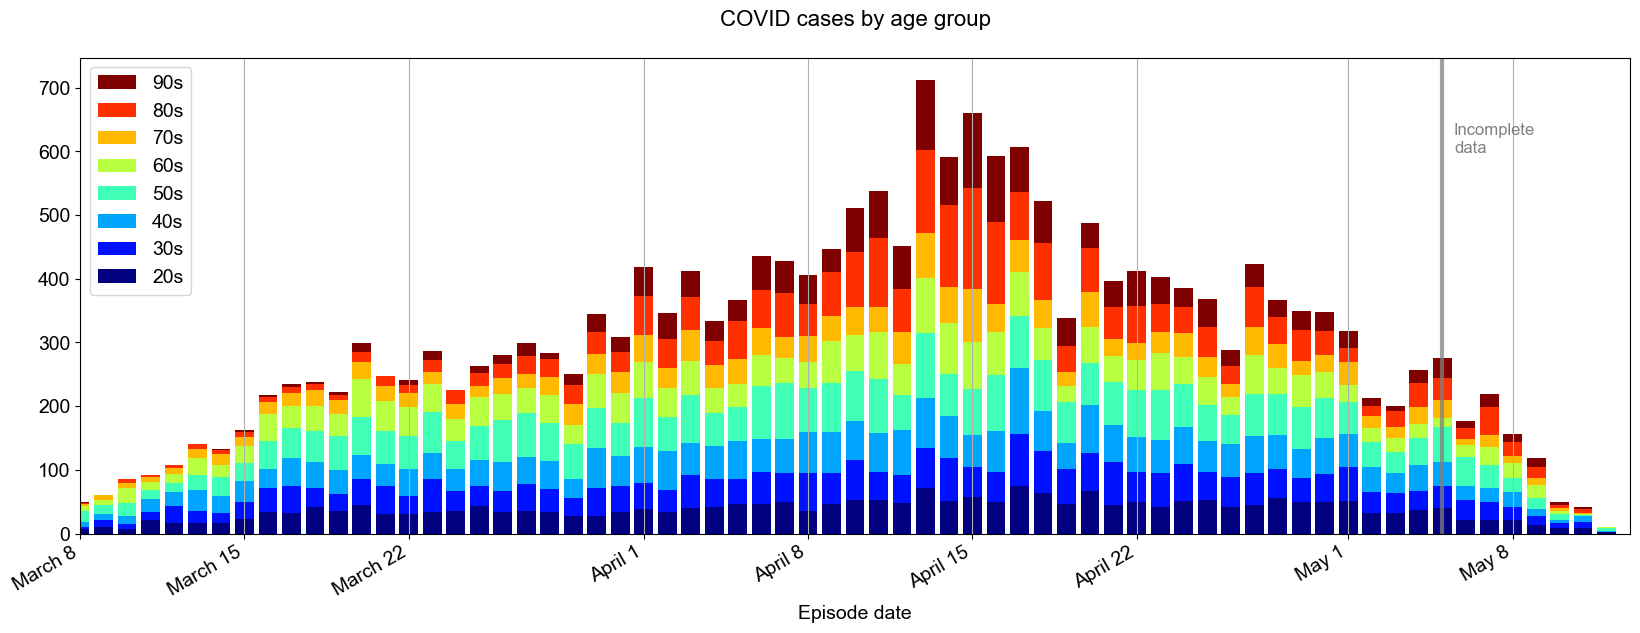 COVID cases by age group
700
600
500
400
300
200
100
0
90s
80s
70s
60s
50s
40s
30s
20s
Incomplete
data
March 8
March 15
March 22
April 1
April 8
April 15
April 22
May 1
May 8
Episode date